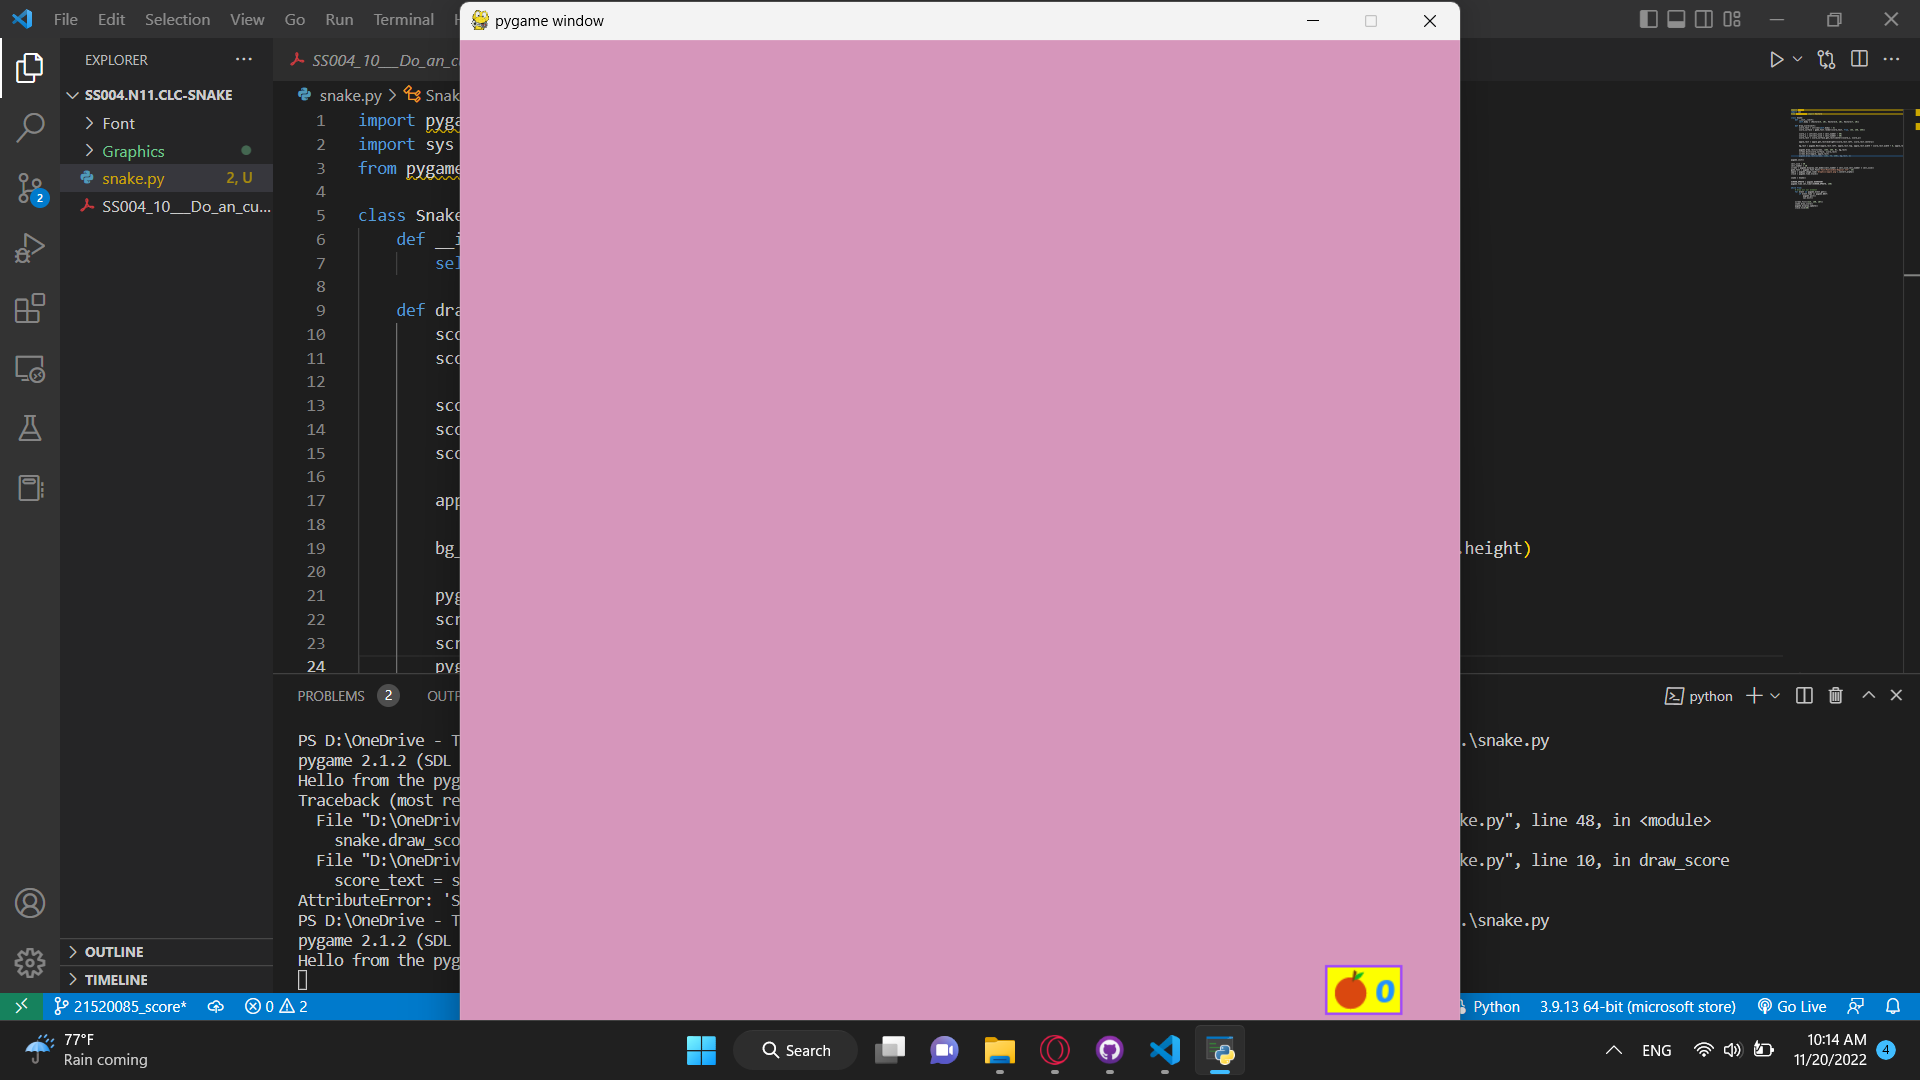 File Edit Selection View Go Run Terminal
pygame window
EXPLORER
SS004_10___Do_an_c
SS004.N11.CLC-SNAKE
Font
Graphics
snake.py 2, U
SS004_10___Do_an_cu...
snake.py > Snak
1 import pyga
2 import sys
3 from pygame
4
5 class Snake
6 def __i
7 sel
8
9 def dra
10 sco
11 sco
12
13 sco
14 sco
15 sco
16
17 app
18
19 bg_ .height)
20
21 pyg
22 scr
23 scr
24 pyg
PROBLEMS 2 OUTP
python
PS D:\OneDrive - T .\snake.py
pygame 2.1.2 (SDL
Hello from the pyg
Traceback (most re
File "D:\OneDriv ke.py", line 48, in <module>
snake.draw_sco
File "D:\OneDriv ke.py", line 10, in draw_score
score_text = s
AttributeError: 'S
PS D:\OneDrive - T .\snake.py
pygame 2.1.2 (SDL
Hello from the pyg
0
OUTLINE
TIMELINE
2
21520085_score* 0 2
Python 3.9.13 64-bit (microsoft store) Go Live
77°F
Rain coming
Search
ENG
10:14 AM
11/20/2022
4